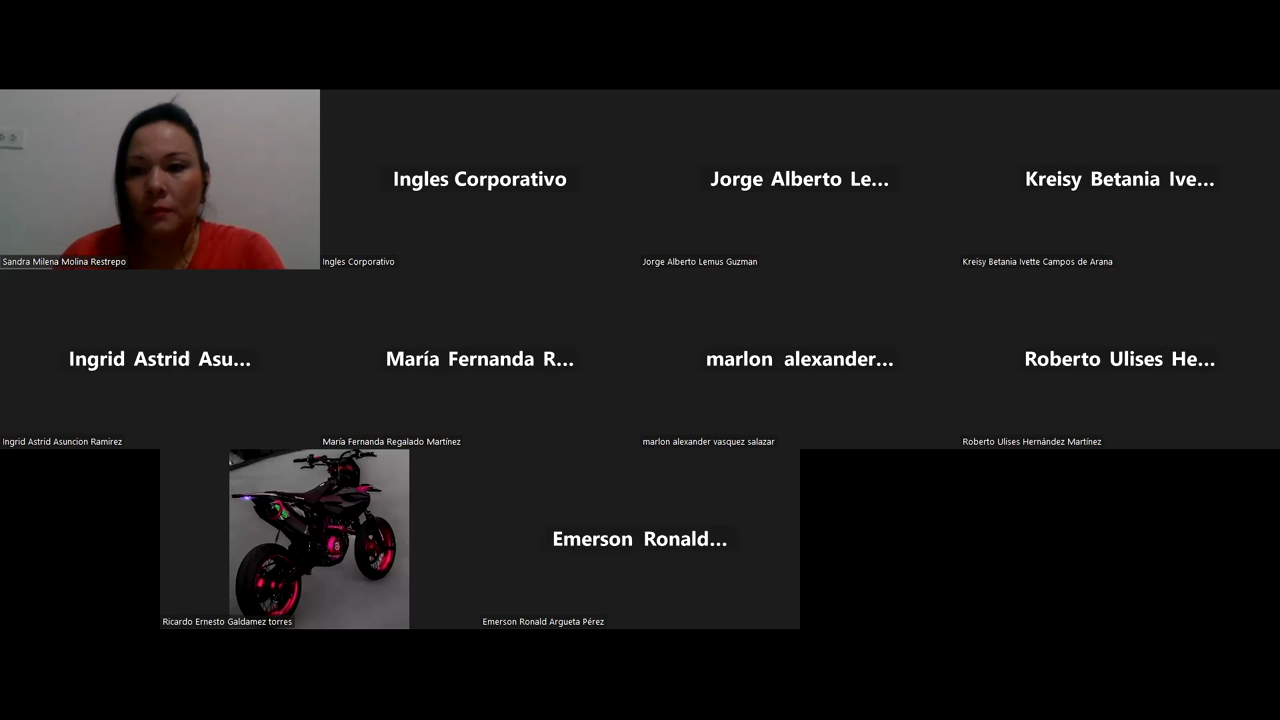 Sandra Milena Molina Restrepo
Ingles Corporativo
Ingles Corporativo
Jorge Alberto Le...
Jorge Alberto Lemus Guzman
Kreisy Betania Ive...
Kreisy Betania Ivette Campos de Arana
Ingrid Astrid Asu...
Ingrid Astrid Asuncion Ramirez
María Fernanda R...
María Fernanda Regalado Martínez
marlon alexander...
marlon alexander vasquez salazar
Roberto Ulises He...
Roberto Ulises Hernández Martínez
Ricardo Ernesto Galdamez torres
Emerson Ronald...
Emerson Ronald Argueta Pérez